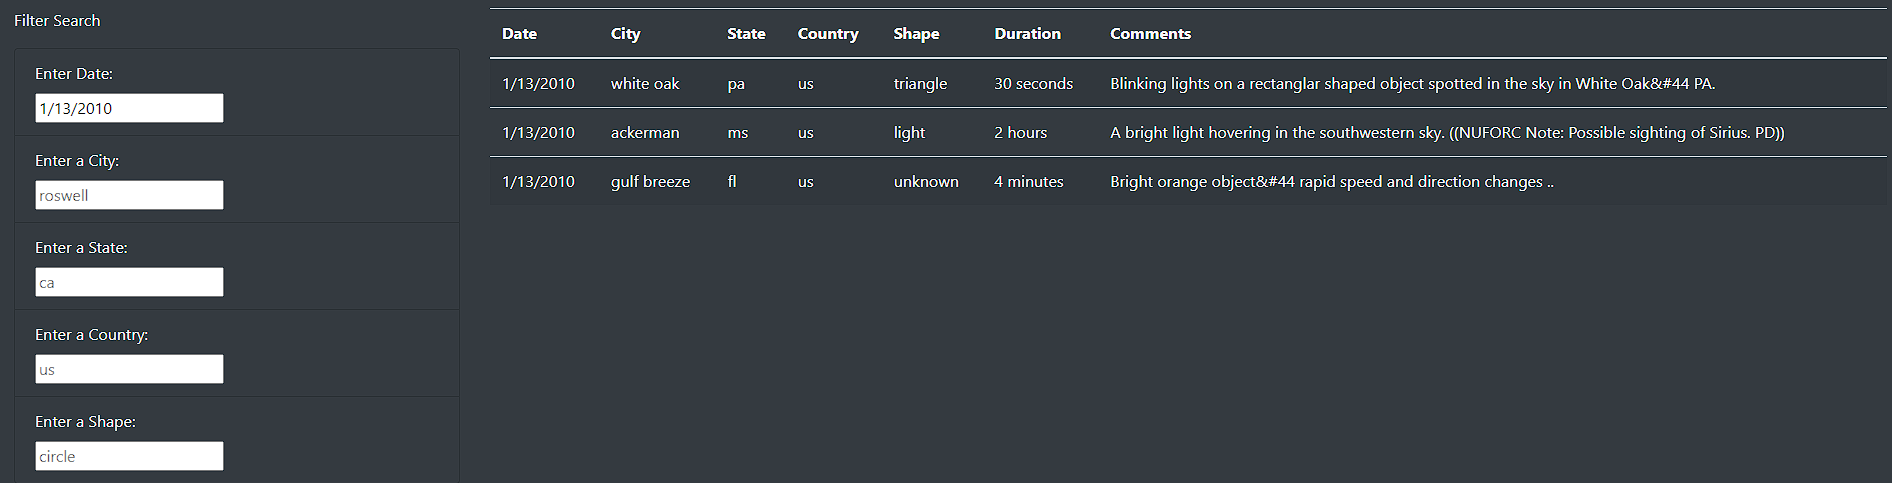 Filter Search
Enter Date:
1/13/2010
Enter a City:
roswell
Enter a State:
ca
Enter a Country:
us
Enter a Shape:
circle
Date City State Country Shape Duration Comments
1/13/2010 white oak pa us triangle 30 seconds Blinking lights on a rectanglar shaped object spotted in the sky in White Oak&#44 PA.
1/13/2010 ackerman ms us light 2 hours A bright light hovering in the southwestern sky. ((NUFORC Note: Possible sighting of Sirius. PD))
1/13/2010 gulf breeze fl us unknown 4 minutes Bright orange object&#44 rapid speed and direction changes ..